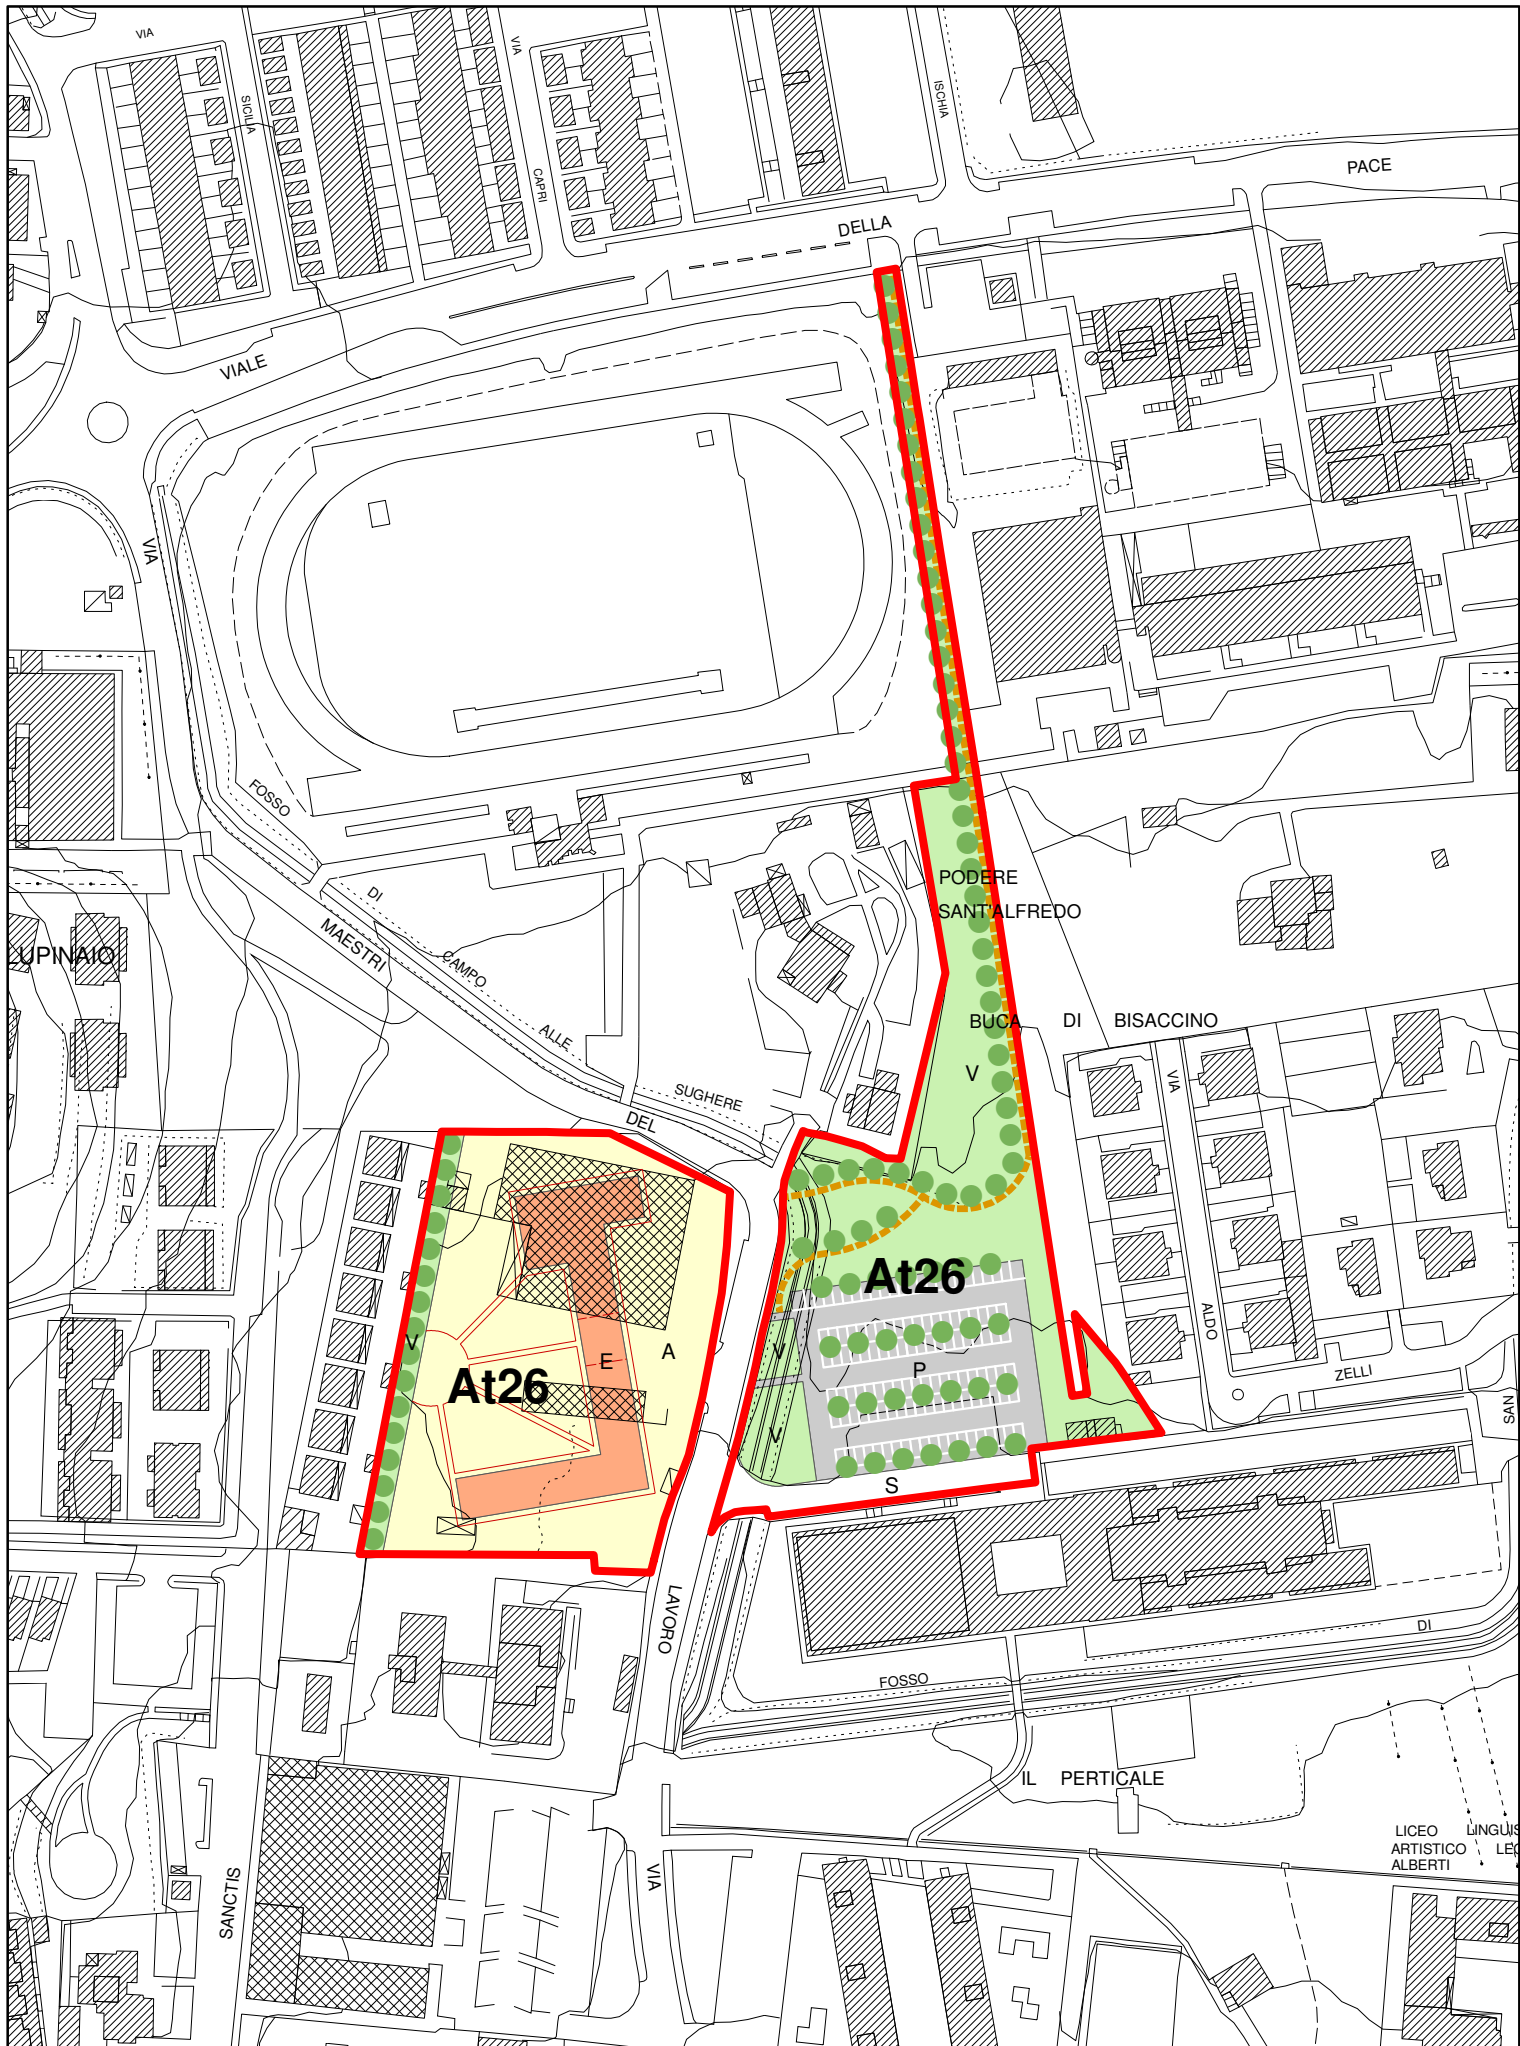 VIA
VIA
SICILIA
ISCHIA
PACE
CAPRI
DELLA
VIALE
VIA
FOSSO
DI
PODERE
SANT'ALFREDO
MAESTRI
LUPINAIO
CAMPO
BUCA DI BISACCINO
ALLE
V
VIA
SUGHERE
DEL
At26
ALDO
V
E
A
V
P
ZELLI
At26
SAN
V
S
LAVORO
DI
FOSSO
IL PERTICALE
LICEO
ARTISTICO
ALBERTI
VIA
SANCTIS